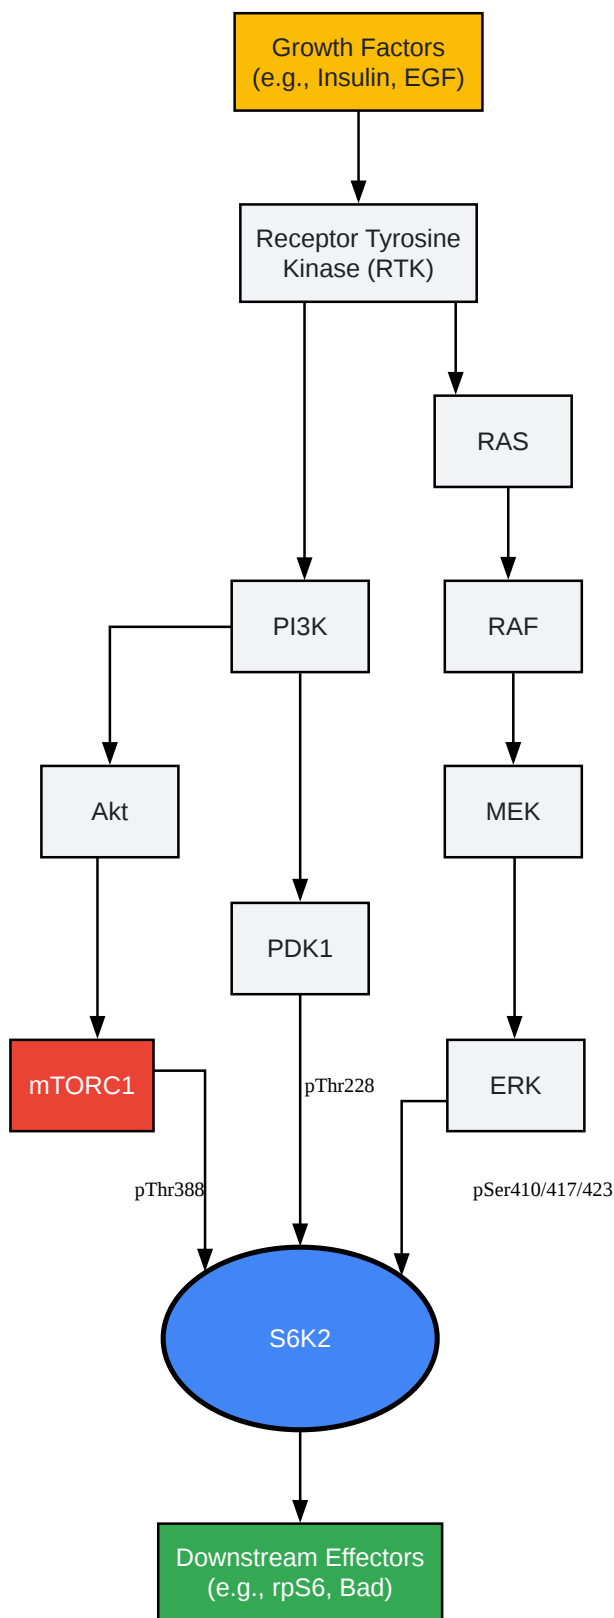 Growth Factors
(e.g., Insulin, EGF)
Receptor Tyrosine
Kinase (RTK)
RAS
PI3K
RAF
Akt
MEK
PDK1
mTORC1
pThr228
ERK
pThr388
pSer410/417/423
S6K2
Downstream Effectors
(e.g., rpS6, Bad)